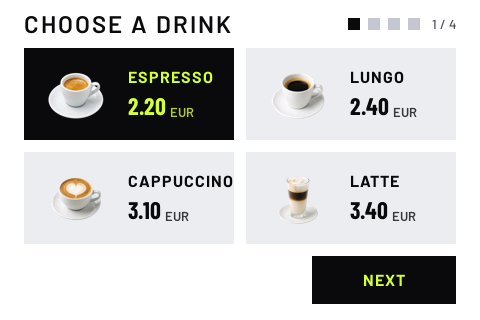 CHOOSE A DRINK
1 / 4
ESPRESSO
2.20 EUR
LUNGO
2.40 EUR
CAPPUCCINO
3.10 EUR
LATTE
3.40 EUR
NEXT